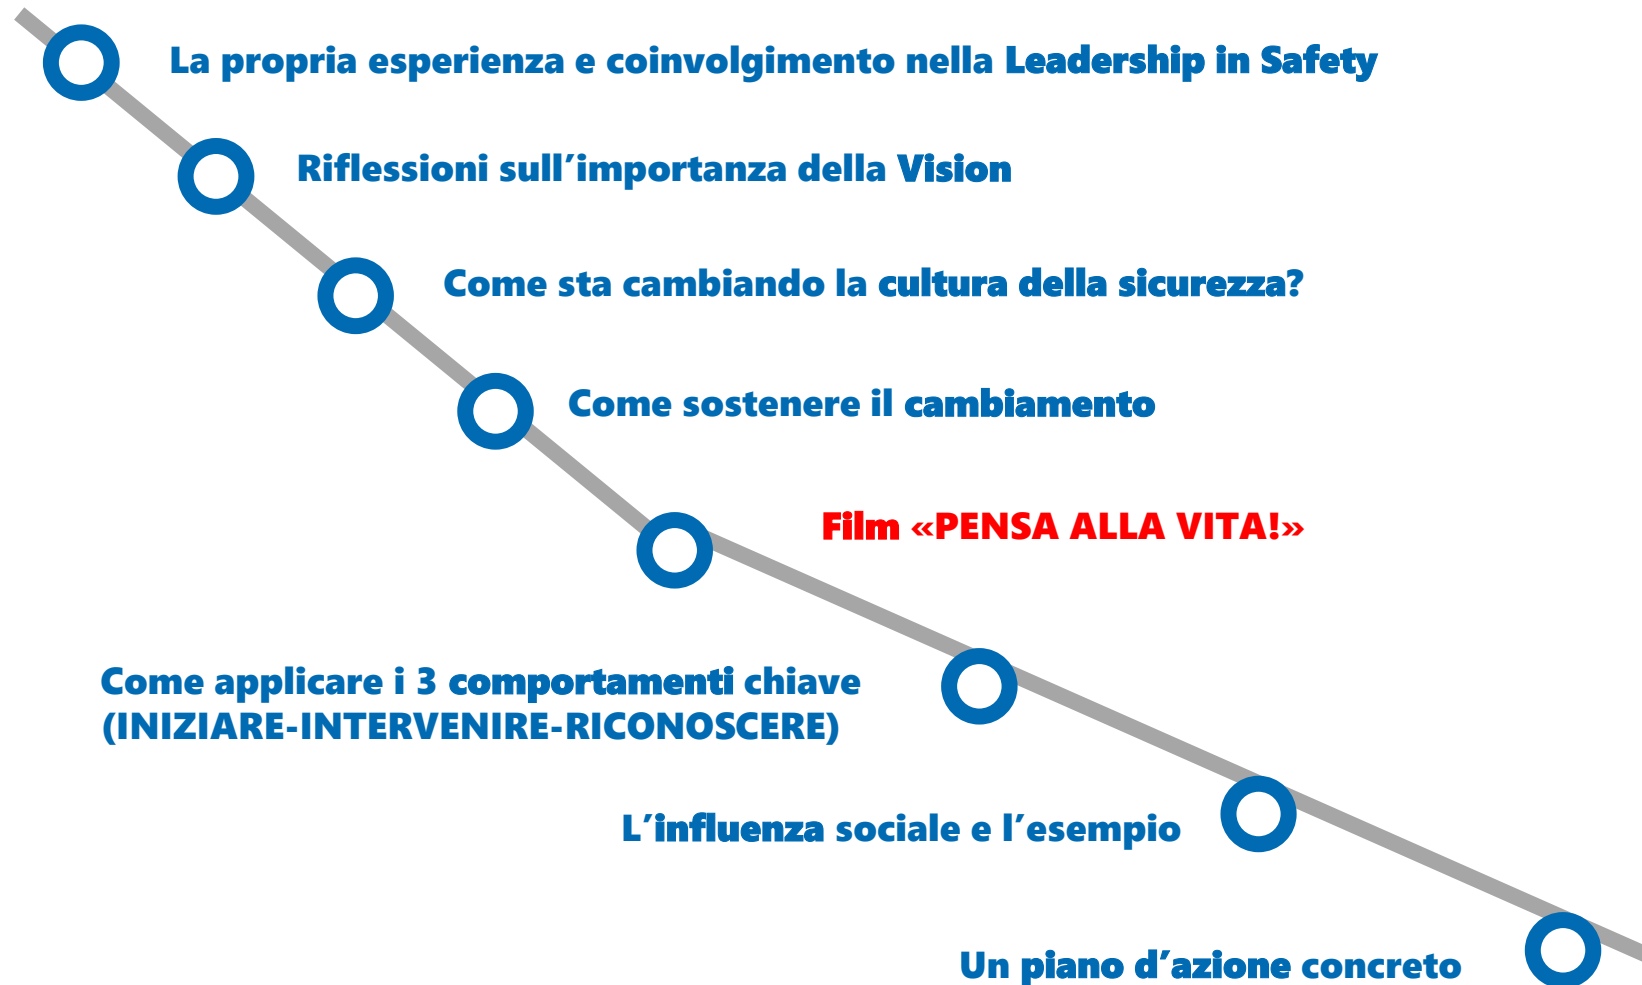 La propria esperienza e coinvolgimento nella Leadership in Safety
Riflessioni sull’importanza della Vision
Come sta cambiando la cultura della sicurezza?
Come sostenere il cambiamento
Film «PENSA ALLA VITA!»
Come applicare i 3 comportamenti chiave
(INIZIARE-INTERVENIRE-RICONOSCERE)
L’influenza sociale e l’esempio
Un piano d’azione concreto